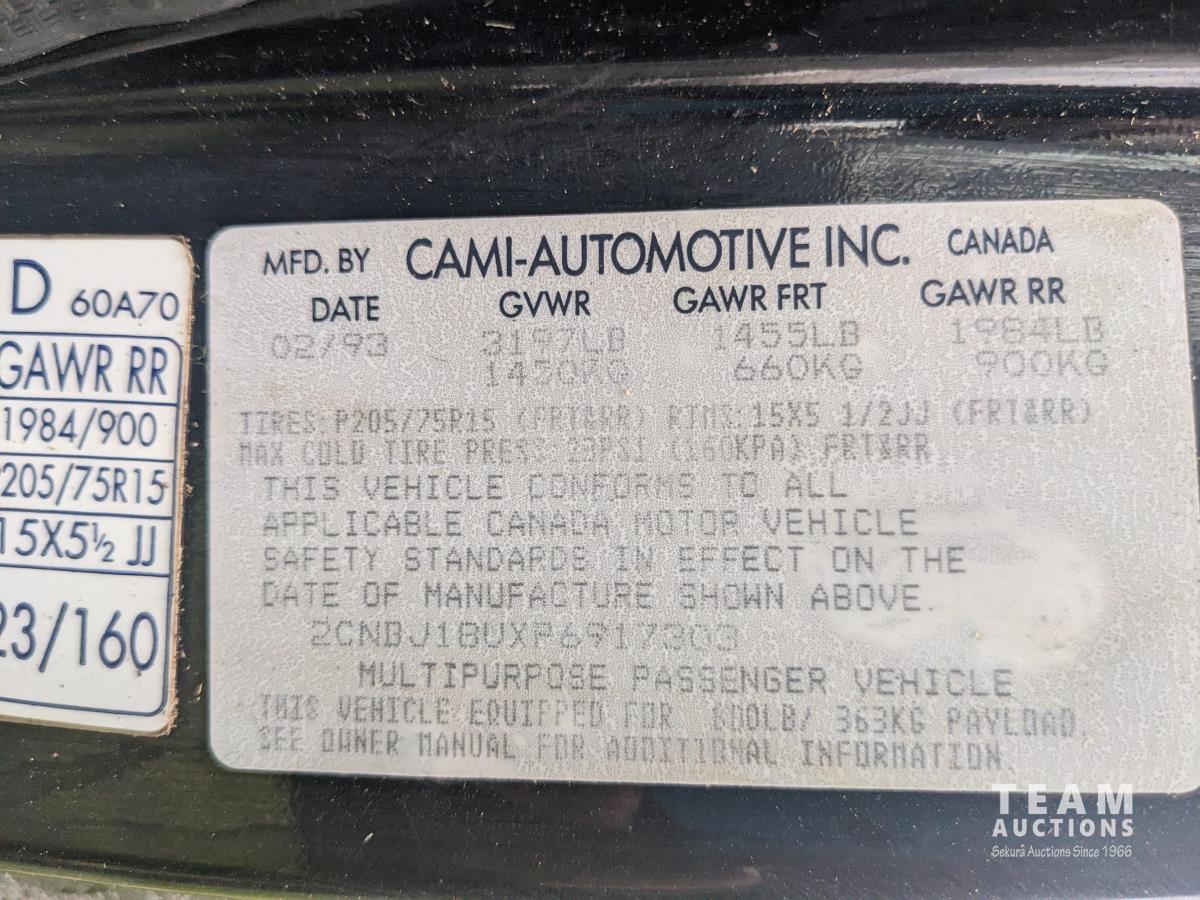 D 60A70
GAWR RR
1984/900
205/75R15
15X5½ JJ
23/160
MFD. BY CAMI-AUTOMOTIVE INC. CANADA
DATE GVWR GAWR FRT GAWR RR
02/93 3197LB 1455LB 1984LB
1450KG 660KG 900KG
TIRES:P205/75R15 (FRT&RR) RIMS:15X5 1/2JJ (FRT&RR)
MAX COLD TIRE PRESS 23PSI (160KPA) FRT&RR
THIS VEHICLE CONFORMS TO ALL
APPLICABLE CANADA MOTOR VEHICLE
SAFETY STANDARDS IN EFFECT ON THE
DATE OF MANUFACTURE SHOWN ABOVE.
2CNBJ18UXP6917303
MULTIPURPOSE PASSENGER VEHICLE
THIS VEHICLE EQUIPPED FOR 800LB/ 363KG PAYLOAD.
SEE OWNER MANUAL FOR ADDITIONAL INFORMATION.
TEAM
AUCTIONS
Sekura Auctions Since 1966